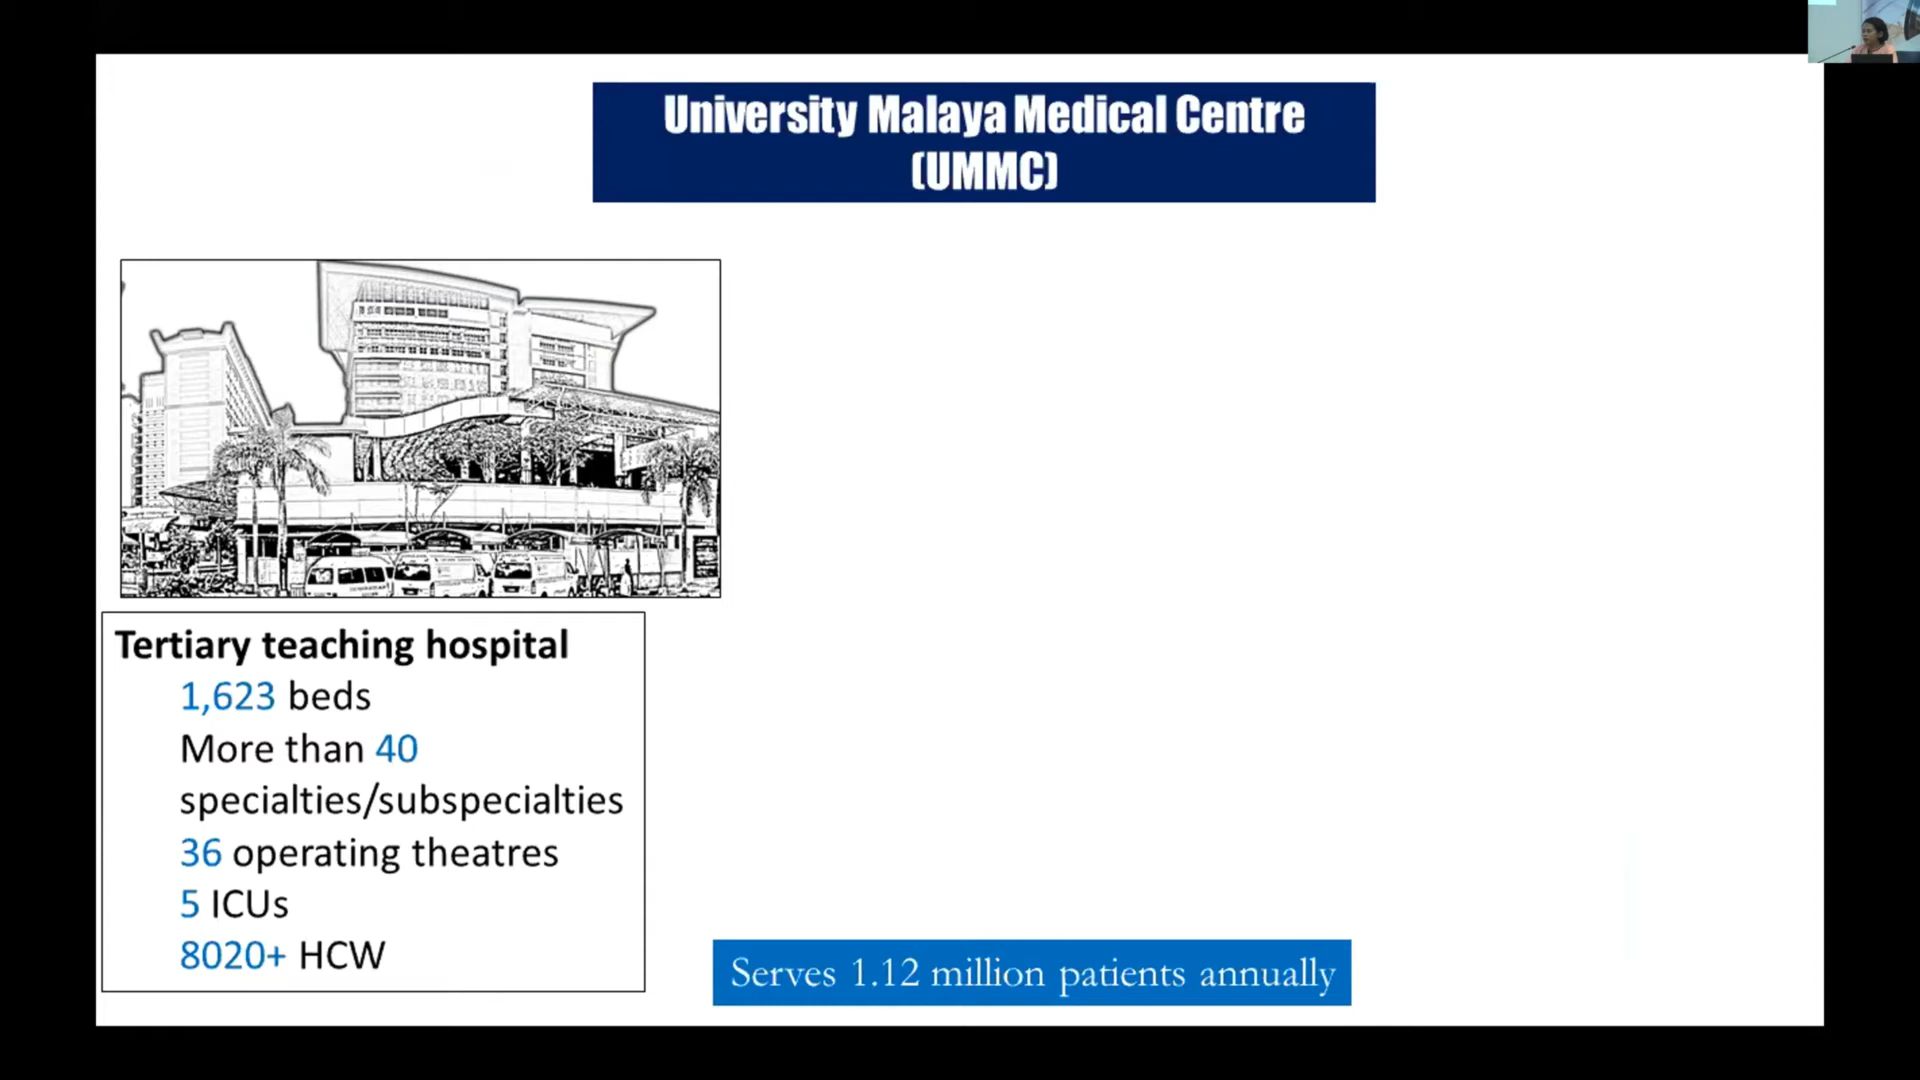 University Malaya Medical Centre
(UMMC)
Tertiary teaching hospital
1,623 beds
More than 40
specialties/subspecialties
36 operating theatres
5 ICUs
8020+ HCW
Serves 1.12 million patients annually